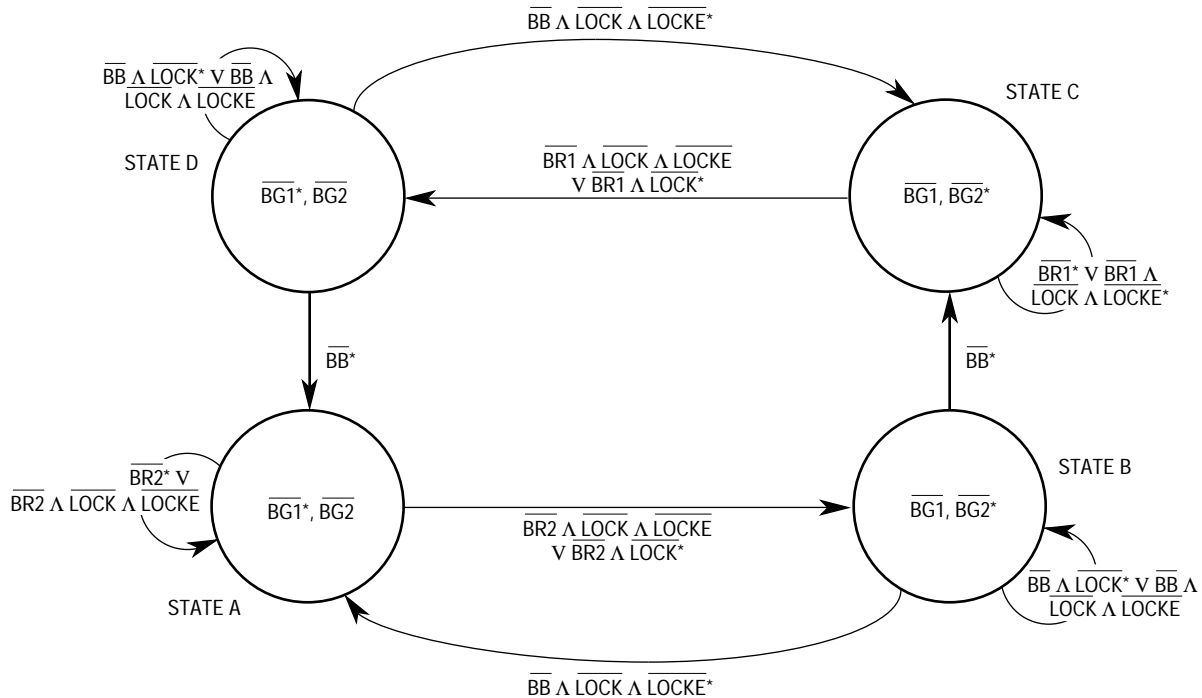 BB Λ LOCK Λ LOCKE*
BB Λ LOCK* V BB Λ
LOCK Λ LOCKE
STATE C
STATE D
BR1 Λ LOCK Λ LOCKE
V BR1 Λ LOCK*
BG1*, BG2
BG1, BG2*
BR1* V BR1 Λ
LOCK Λ LOCKE*
BB*
BB*
STATE B
BR2* V
BR2 Λ LOCK Λ LOCKE
BG1*, BG2
BG1, BG2*
BR2 Λ LOCK Λ LOCKE
V BR2 Λ LOCK*
BB Λ LOCK* V BB Λ
LOCK Λ LOCKE
STATE A
BB Λ LOCK Λ LOCKE*